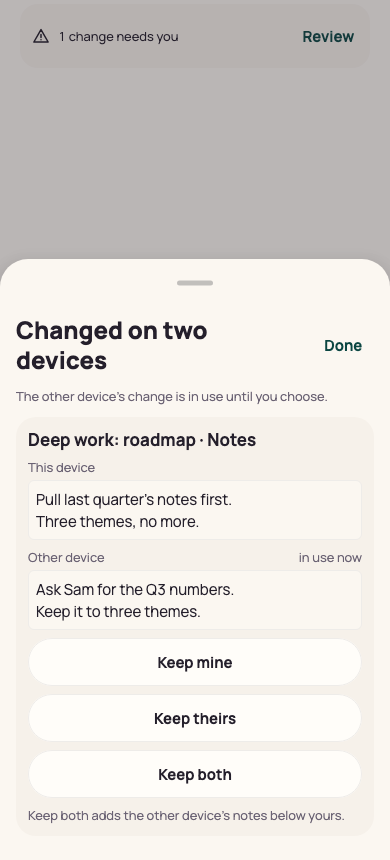 1 change needs you
Review
Changed on two
devices
Done
The other device's change is in use until you choose.
Deep work: roadmap · Notes
This device
Pull last quarter's notes first.
Three themes, no more.
Other device
in use now
Ask Sam for the Q3 numbers.
Keep it to three themes.
Keep mine
Keep theirs
Keep both
Keep both adds the other device's notes below yours.